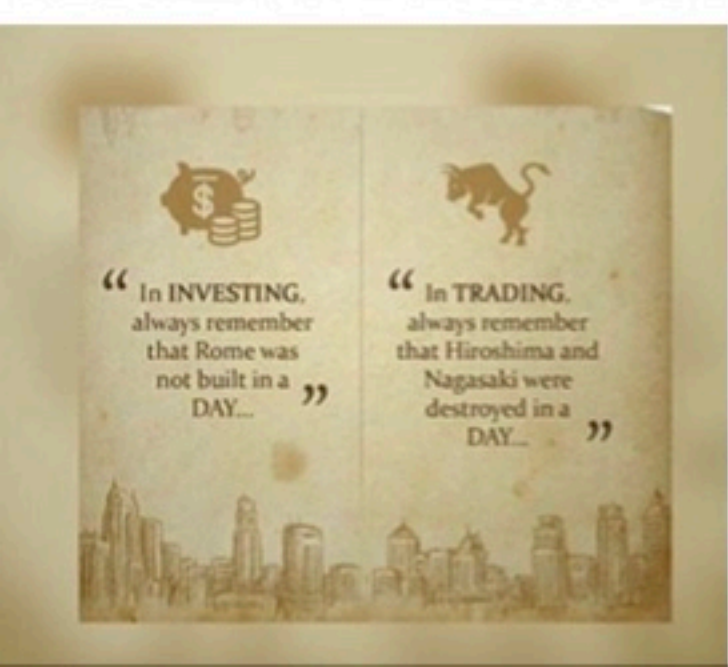 $
“ In INVESTING,
always remember
that Rome was
not built in a
DAY... ”
“ In TRADING,
always remember
that Hiroshima and
Nagasaki were
destroyed in a
DAY... ”